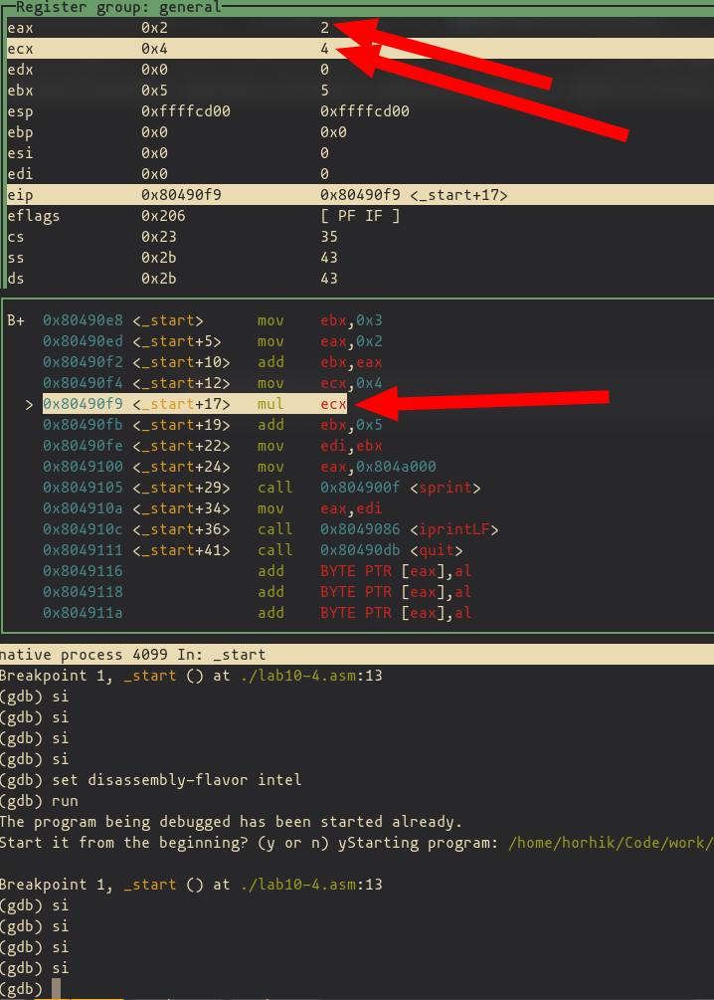 Register group: general
eax 0x2 2
ecx 0x4 4
edx 0x0 0
ebx 0x5 5
esp 0xffffcd00 0xffffcd00
ebp 0x0 0x0
esi 0x0 0
edi 0x0 0
eip 0x80490f9 0x80490f9 <_start+17>
eflags 0x206 [ PF IF ]
cs 0x23 35
ss 0x2b 43
ds 0x2b 43
B+ 0x80490e8 <_start> mov ebx,0x3
0x80490ed <_start+5> mov eax,0x2
0x80490f2 <_start+10> add ebx,eax
0x80490f4 <_start+12> mov ecx,0x4
> 0x80490f9 <_start+17> mul ecx
0x80490fb <_start+19> add ebx,0x5
0x80490fe <_start+22> mov edi,ebx
0x8049100 <_start+24> mov eax,0x804a000
0x8049105 <_start+29> call 0x804900f <sprint>
0x804910a <_start+34> mov eax,edi
0x804910c <_start+36> call 0x8049086 <iprintLF>
0x8049111 <_start+41> call 0x80490db <quit>
0x8049116 add BYTE PTR [eax],al
0x8049118 add BYTE PTR [eax],al
0x804911a add BYTE PTR [eax],al
native process 4099 In: _start
Breakpoint 1, _start () at ./lab10-4.asm:13
(gdb) si
(gdb) si
(gdb) si
(gdb) si
(gdb) set disassembly-flavor intel
(gdb) run
The program being debugged has been started already.
Start it from the beginning? (y or n) yStarting program: /home/horhik/Code/work/
Breakpoint 1, _start () at ./lab10-4.asm:13
(gdb) si
(gdb) si
(gdb) si
(gdb) si
(gdb)